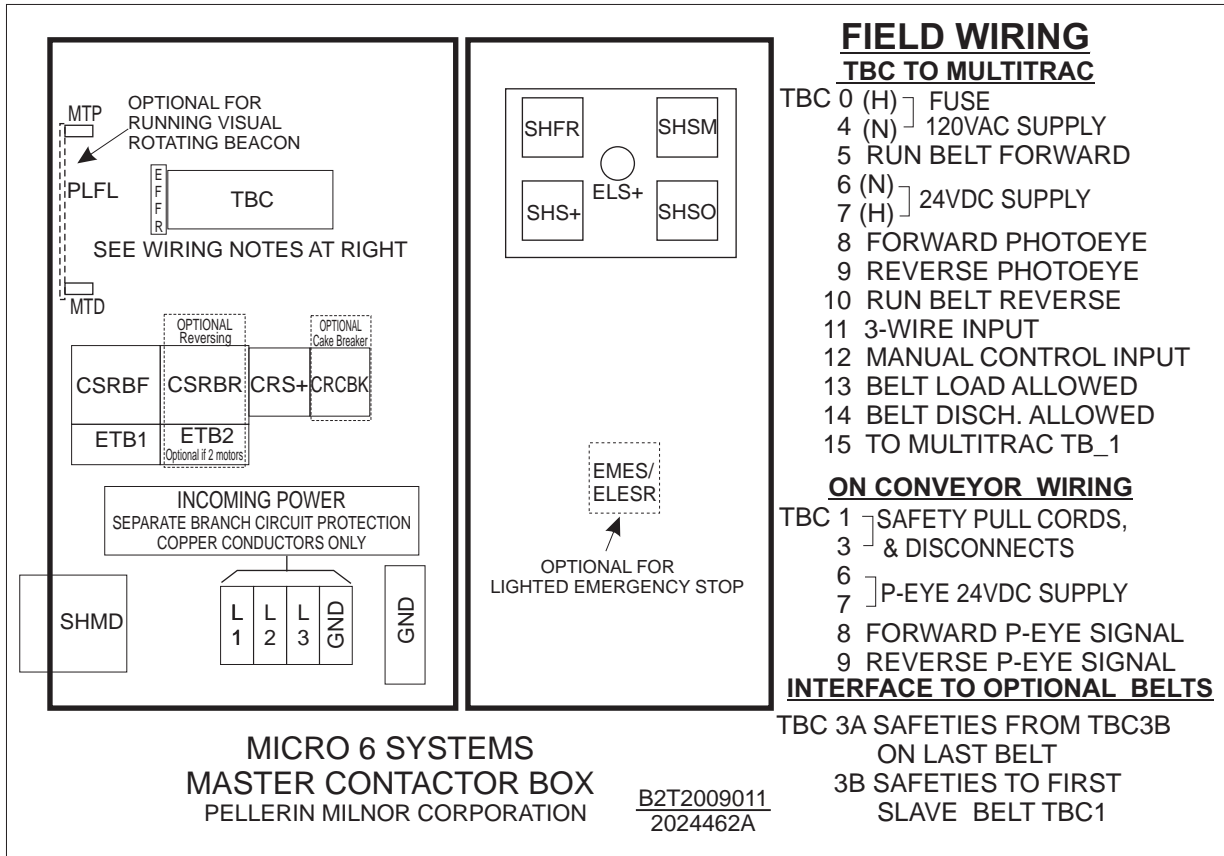 OPTIONAL FOR
RUNNING VISUAL
ROTATING BEACON
MTP
PLFL
EFFR
TBC
SEE WIRING NOTES AT RIGHT
MTD
OPTIONAL
Reversing
OPTIONAL
Cake Breaker
CSRBF
CSRBR
CRS+
CRCBK
ETB1
ETB2
Optional if 2 motors
INCOMING POWER
SEPARATE BRANCH CIRCUIT PROTECTION
COPPER CONDUCTORS ONLY
SHMD
L1
L2
L3
GND
GND
SHFR
SHSM
ELS+
SHS+
SHSO
EMES/
ELESR
OPTIONAL FOR
LIGHTED EMERGENCY STOP
MICRO 6 SYSTEMS
MASTER CONTACTOR BOX
PELLERIN MILNOR CORPORATION
B2T2009011
2024462A
FIELD WIRING
TBC TO MULTITRAC
TBC 0 (H) FUSE
4 (N) 120VAC SUPPLY
5 RUN BELT FORWARD
6 (N)
7 (H) 24VDC SUPPLY
8 FORWARD PHOTOEYE
9 REVERSE PHOTOEYE
10 RUN BELT REVERSE
11 3-WIRE INPUT
12 MANUAL CONTROL INPUT
13 BELT LOAD ALLOWED
14 BELT DISCH. ALLOWED
15 TO MULTITRAC TB_1
ON CONVEYOR WIRING
TBC 1 SAFETY PULL CORDS,
3 & DISCONNECTS
6
7 P-EYE 24VDC SUPPLY
8 FORWARD P-EYE SIGNAL
9 REVERSE P-EYE SIGNAL
INTERFACE TO OPTIONAL BELTS
TBC 3A SAFETIES FROM TBC3B
ON LAST BELT
3B SAFETIES TO FIRST
SLAVE BELT TBC1